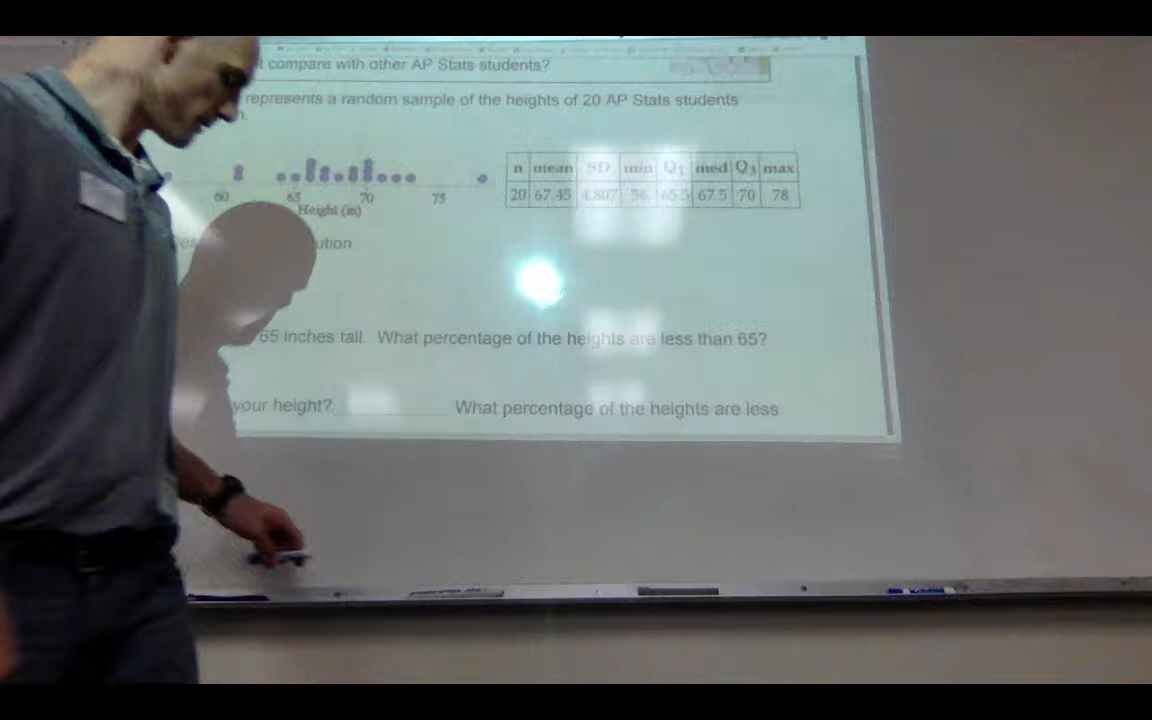 t compare with other AP Stats students?
represents a random sample of the heights of 20 AP Stats students
n mean SD min Q1 med Q3 max
20 67.45 4.807 56 65.5 67.5 70 78
60 65 70 75
Height (in)
ution
65 inches tall. What percentage of the heights are less than 65?
your height? What percentage of the heights are less